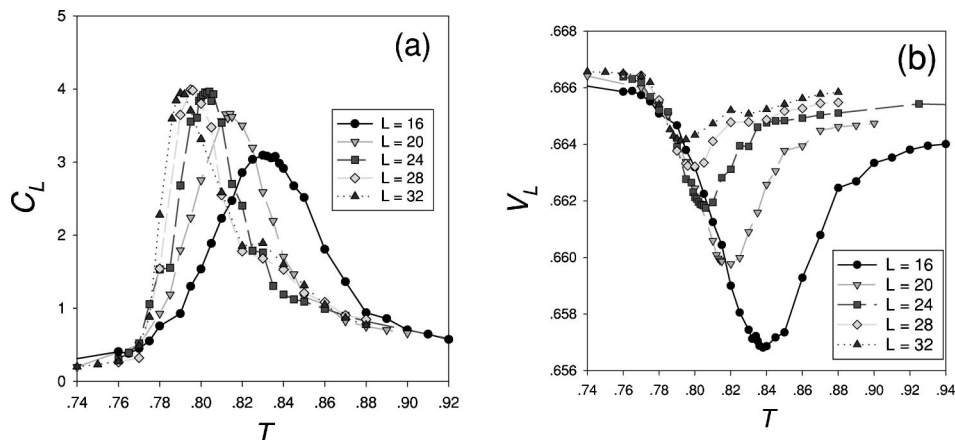 (a)
C_L
5
4
3
2
1
0
.74 .76 .78 .80 .82 .84 .86 .88 .90 .92
T
L = 16
L = 20
L = 24
L = 28
L = 32
(b)
V_L
.668
.666
.664
.662
.660
.658
.656
.74 .76 .78 .80 .82 .84 .86 .88 .90 .92 .94
T
L = 16
L = 20
L = 24
L = 28
L = 32